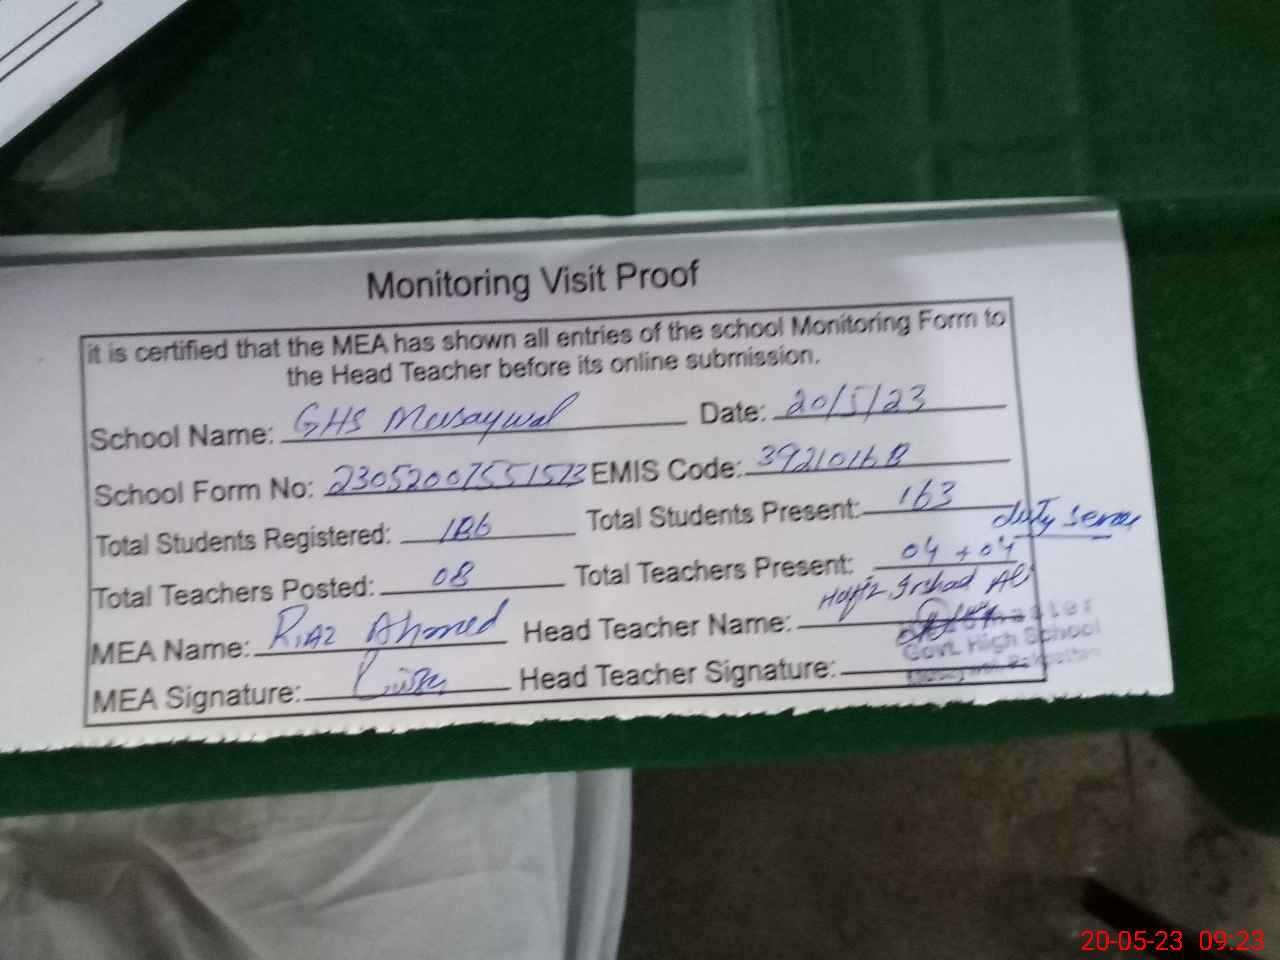 Monitoring Visit Proof
it is certified that the MEA has shown all entries of the school Monitoring Form to
the Head Teacher before its online submission.
School Name: GHS Musaywal Date: 20/5/23
School Form No: 23052007551513 EMIS Code: 39210168
Total Students Registered: 186 Total Students Present: 163
duty
Total Teachers Posted: 08 Total Teachers Present: 04 + 04
MEA Name: Riaz Ahmed Head Teacher Name: Hafiz Irshad Ali
MEA Signature: Head Teacher Signature:
Govt. High School
20-05-23 09:23